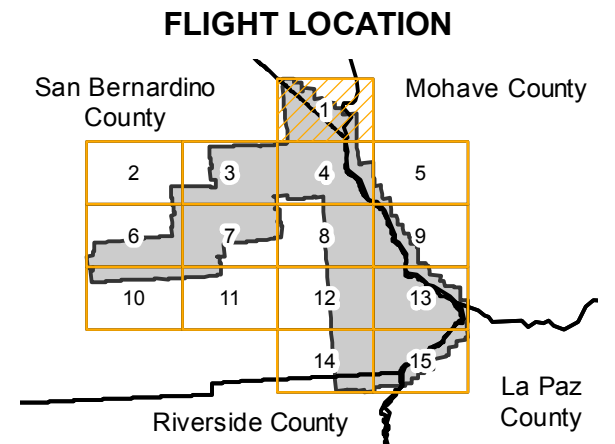 FLIGHT LOCATION
San Bernardino
County
Mohave County
1
2
3
4
5
6
7
8
9
10
11
12
13
14
15
La Paz
County
Riverside County